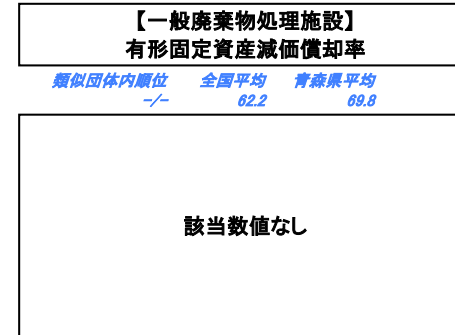 【一般廃棄物処理施設】
有形固定資産減価償却率
類似団体内順位 全国平均 青森県平均
-/- 62.2 69.8
該当数値なし